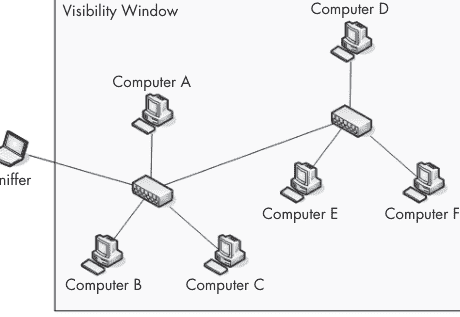 Visibility Window
Computer D
Computer A
niffer
Computer E
Computer F
Computer B
Computer C